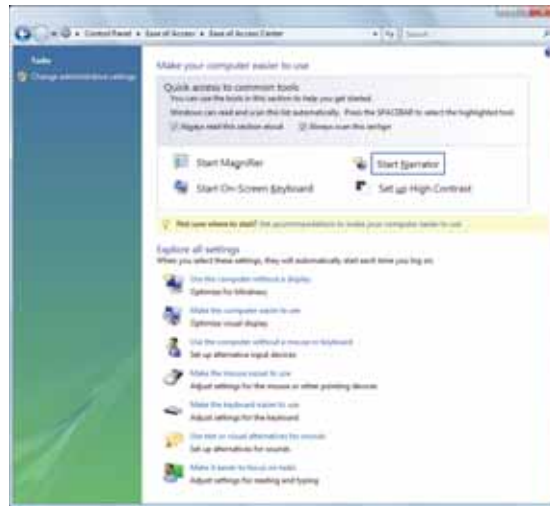 Control Panel Ease of Access Ease of Access Center
Search
Tasks
Change administrative settings
Make your computer easier to use
Quick access to common tools
You can use the tools in this section to help you get started.
Windows can read and scan this list automatically. Press the SPACEBAR to select the highlighted tool.
Always read this section aloud Always scan this section
Start Magnifier Start Narrator
Start On-Screen Keyboard Set up High Contrast
Not sure where to start? Get recommendations to make your computer easier to use
Explore all settings
When you select these settings, they will automatically start each time you log on.
Use the computer without a display
Optimize for blindness
Make the computer easier to see
Optimize visual display
Use the computer without a mouse or keyboard
Set up alternative input devices
Make the mouse easier to use
Adjust settings for the mouse or other pointing devices
Make the keyboard easier to use
Adjust settings for the keyboard
Use text or visual alternatives for sounds
Set up alternatives for sounds
Make it easier to focus on tasks
Adjust settings for reading and typing